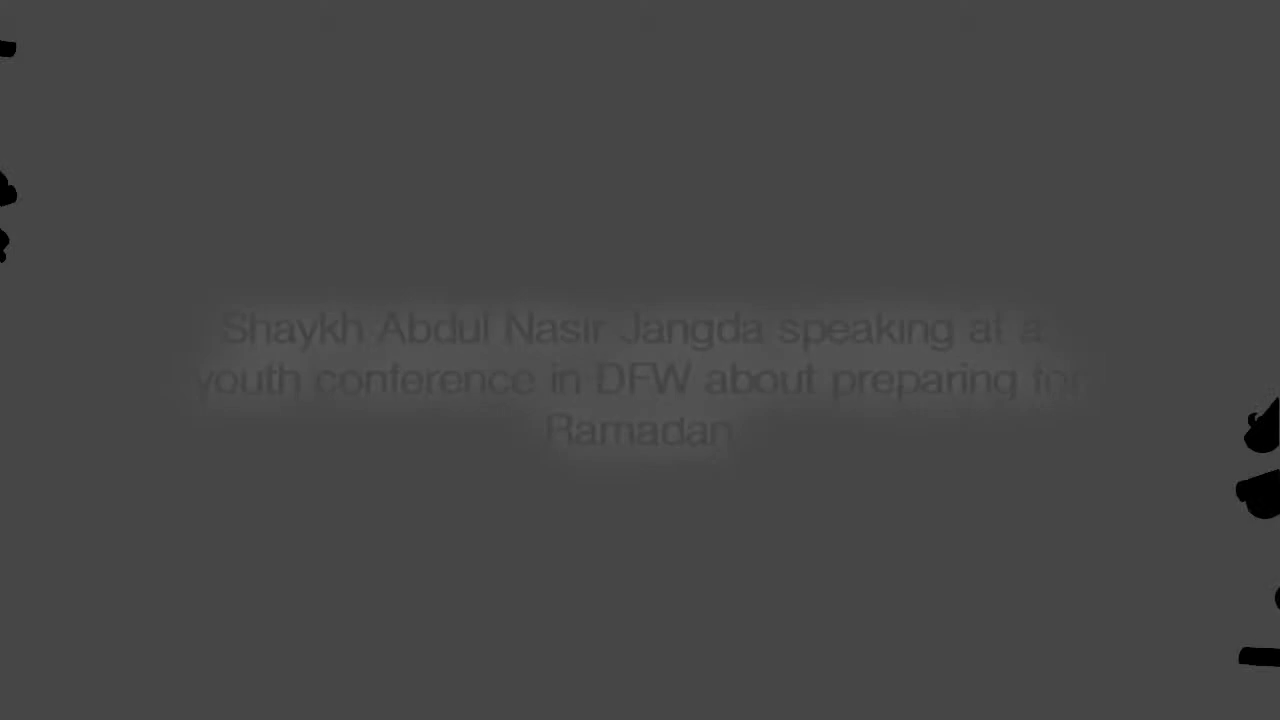 Shaykh Abdul Nasir Jangda speaking at a
youth conference in DFW about preparing for
Ramadan